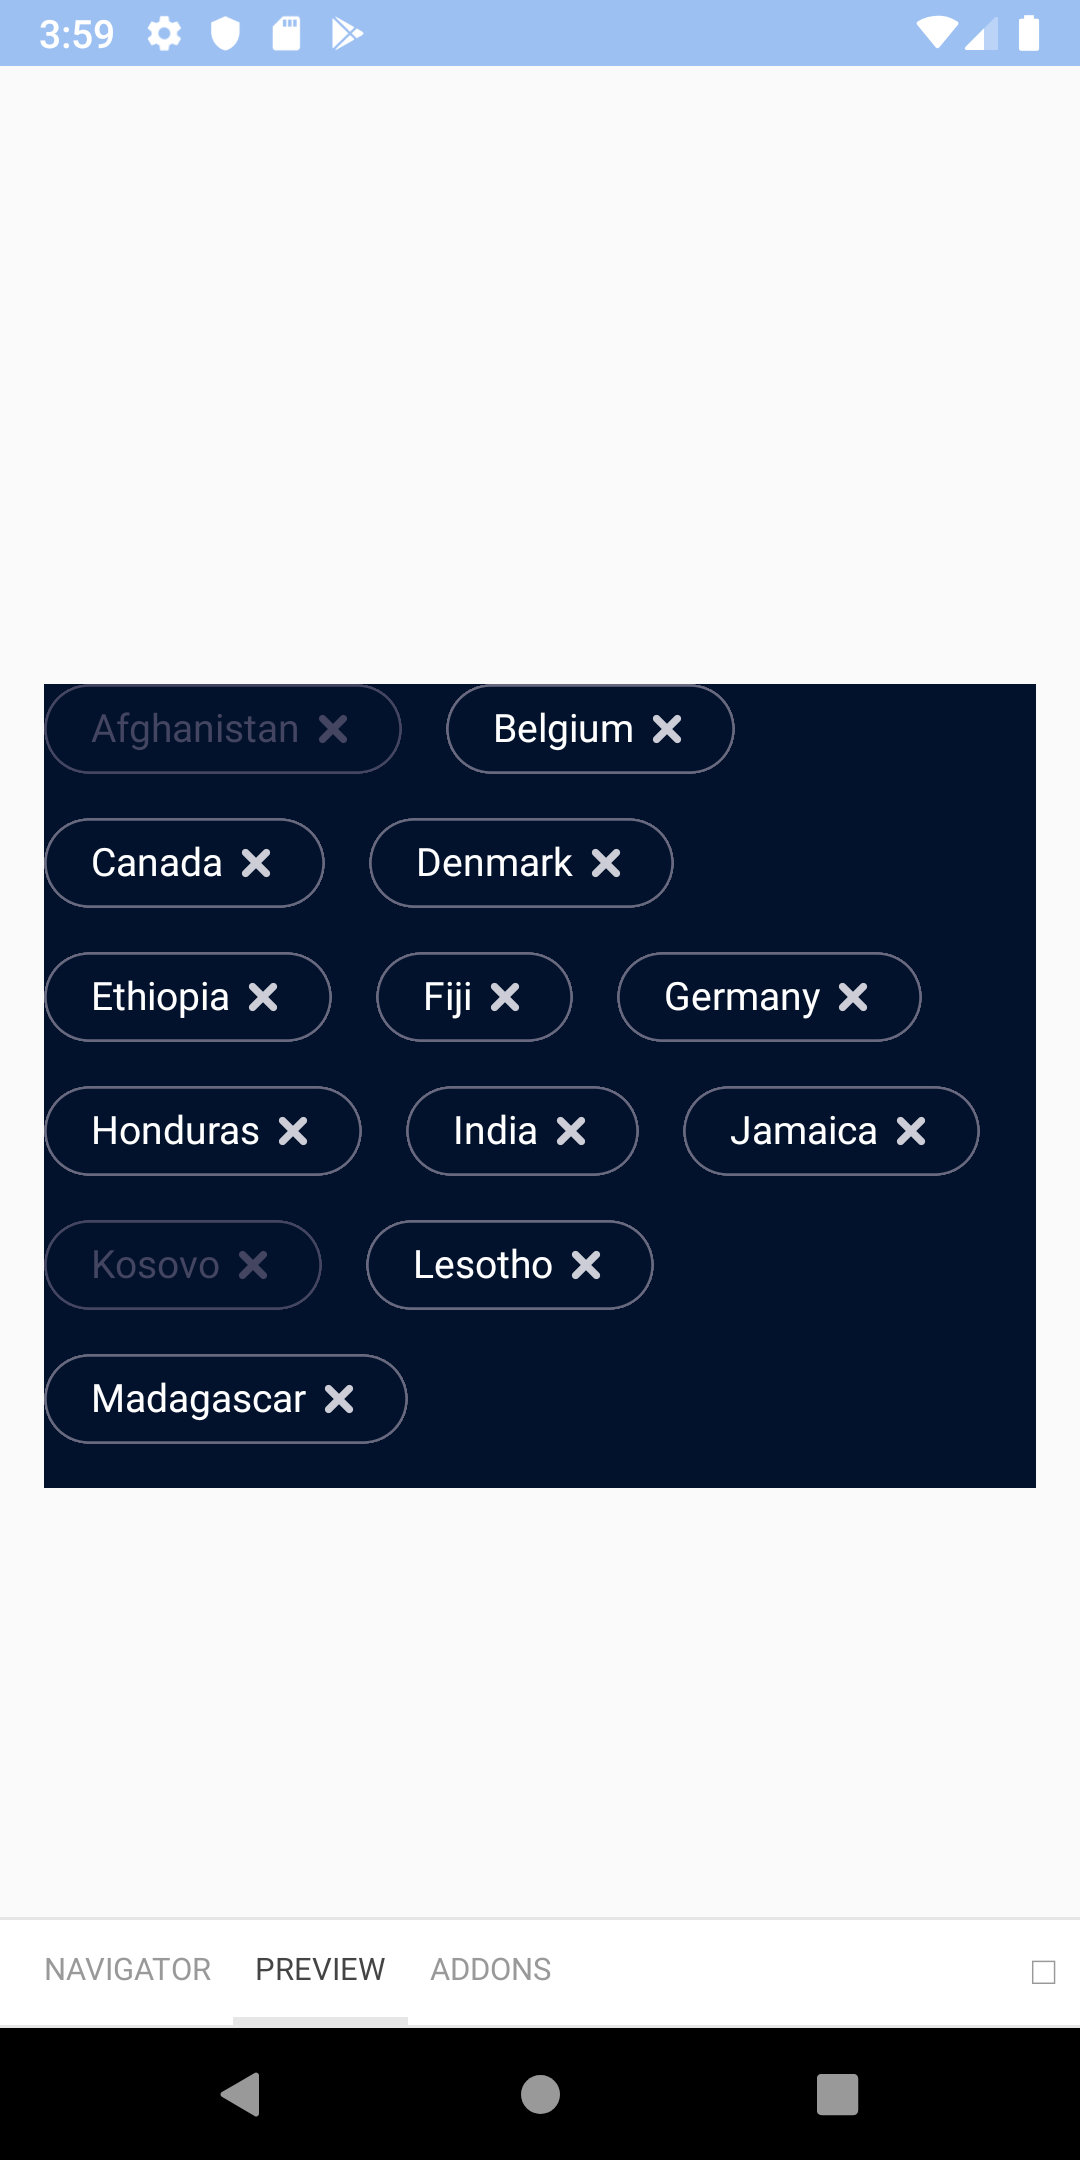 3:59
Afghanistan Belgium
Canada Denmark
Ethiopia Fiji Germany
Honduras India Jamaica
Kosovo Lesotho
Madagascar
NAVIGATOR PREVIEW ADDONS